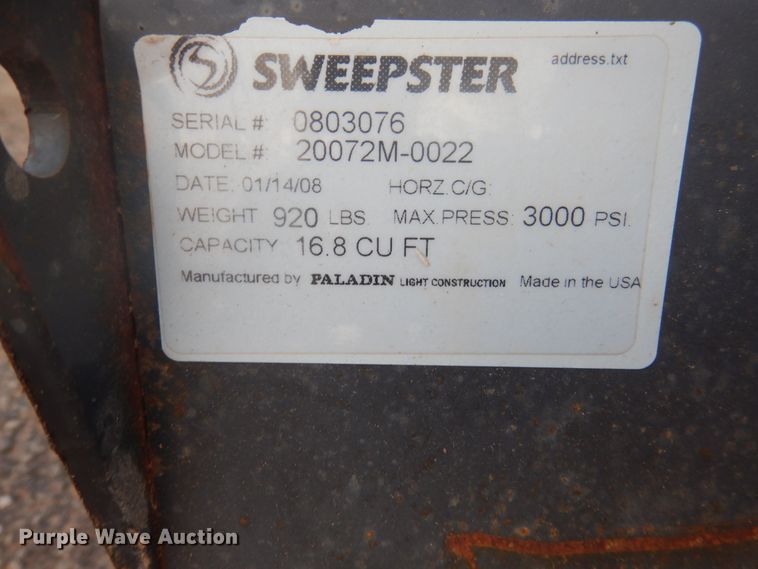 SWEEPSTER address.txt
SERIAL #: 0803076
MODEL #: 20072M-0022
DATE: 01/14/08 HORZ.C/G:
WEIGHT 920 LBS. MAX.PRESS: 3000 PSI.
CAPACITY 16.8 CU FT
Manufactured by PALADIN LIGHT CONSTRUCTION Made in the USA
Purple Wave Auction